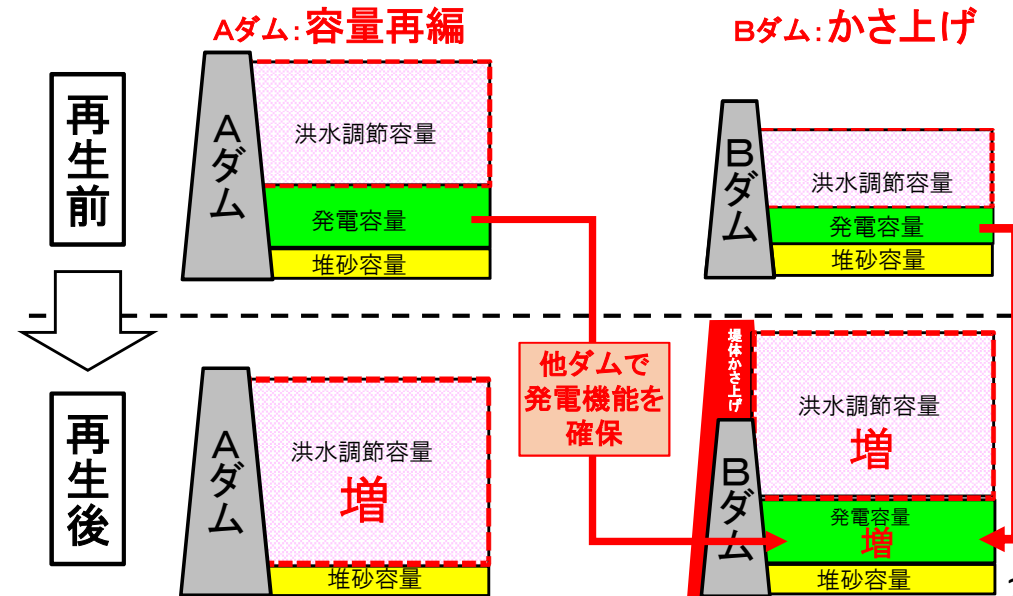 Aダム：容量再編
Bダム：かさ上げ
再生前
Aダム
洪水調節容量
発電容量
堆砂容量
Bダム
洪水調節容量
発電容量
堆砂容量
他ダムで
発電機能を
確保
再生後
Aダム
洪水調節容量
増
堆砂容量
堤体かさ上げ
Bダム
洪水調節容量
増
発電容量
増
堆砂容量